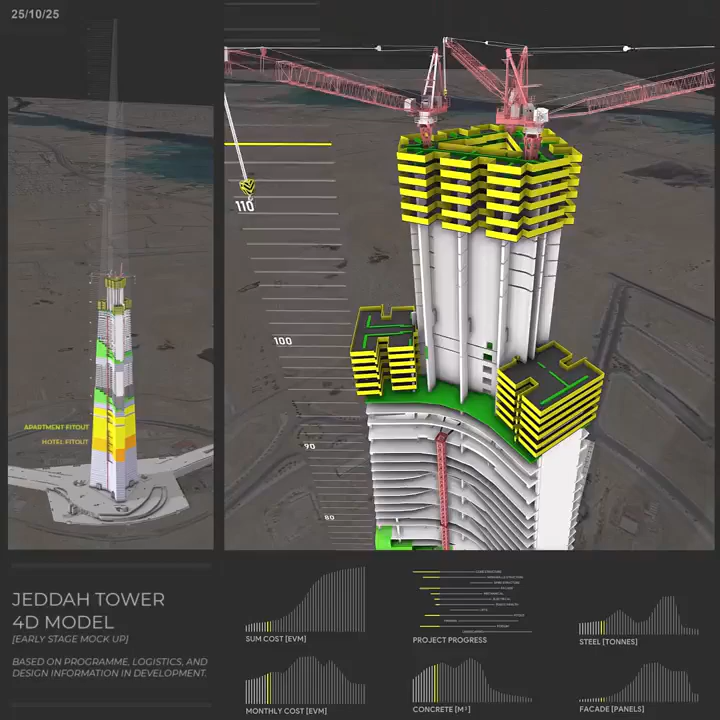 25/10/25
110
100
90
80
APARTMENT FITOUT
HOTEL FITOUT
JEDDAH TOWER
4D MODEL
[EARLY STAGE MOCK UP]
BASED ON PROGRAMME, LOGISTICS, AND
DESIGN INFORMATION IN DEVELOPMENT.
SUM COST [EVM]
PROJECT PROGRESS
STEEL [TONNES]
MONTHLY COST [EVM]
CONCRETE [M³]
FACADE [PANELS]